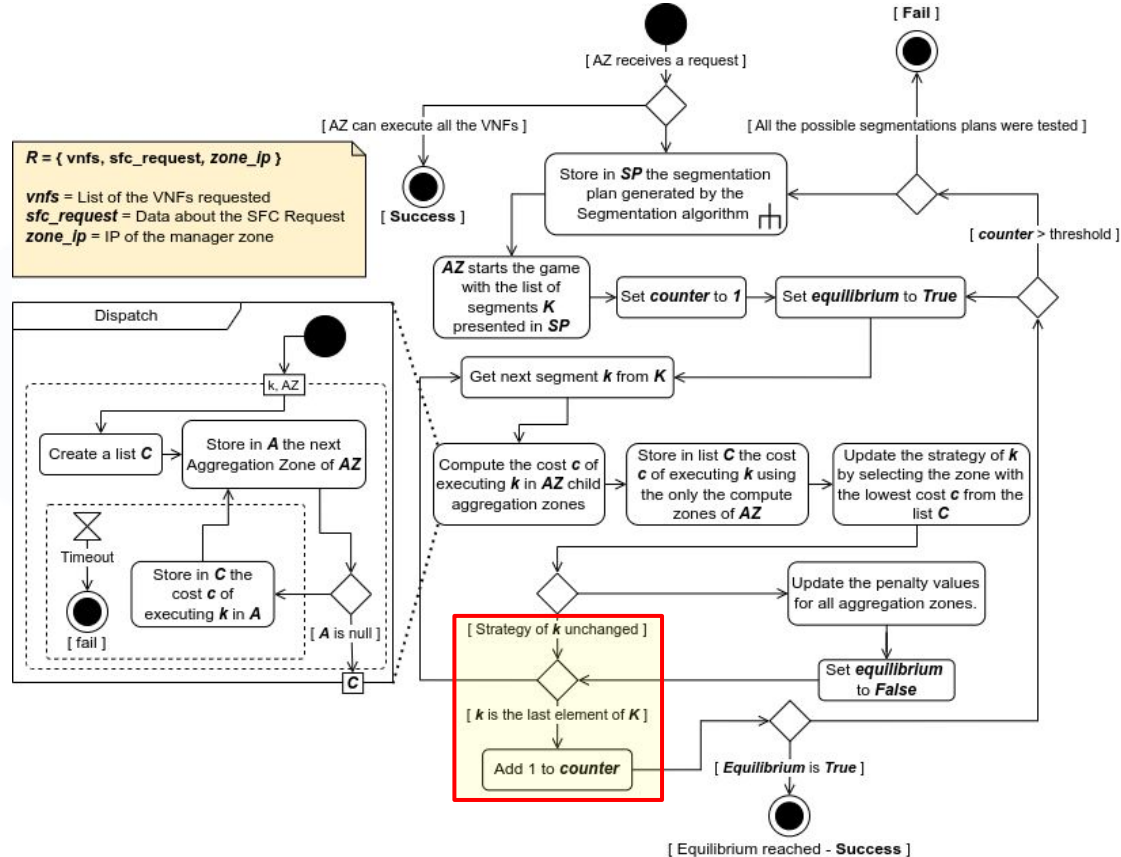 [ Fail ]
[ AZ receives a request ]
[ AZ can execute all the VNFs ]
[ All the possible segmentations plans were tested ]
R = { vnfs, sfc_request, zone_ip }
vnfs = List of the VNFs requested
sfc_request = Data about the SFC Request
zone_ip = IP of the manager zone
[ Success ]
Store in SP the segmentation
plan generated by the
Segmentation algorithm
[ counter > threshold ]
AZ starts the game
with the list of
segments K
presented in SP
Set counter to 1
Set equilibrium to True
Dispatch
k, AZ
Create a list C
Store in A the next
Aggregation Zone of AZ
Timeout
[ fail ]
Store in C the
cost c of
executing k in A
[ A is null ]
C
Get next segment k from K
Compute the cost c of
executing k in AZ child
aggregation zones
Store in list C the cost
c of executing k using
the only the compute
zones of AZ
Update the strategy of k
by selecting the zone with
the lowest cost c from the
list C
Update the penalty values
for all aggregation zones.
[ Strategy of k unchanged ]
Set equilibrium
to False
[ k is the last element of K ]
Add 1 to counter
[ Equilibrium is True ]
[ Equilibrium reached - Success ]